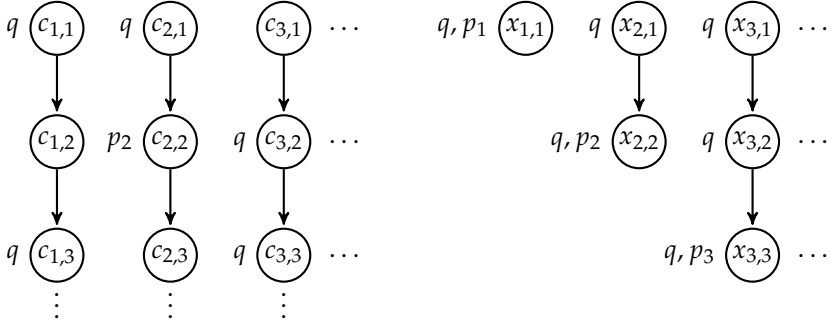 q c1,1 q c2,1 c3,1 ··· q, p1 x1,1 q x2,1 q x3,1 ···
c1,2 p2 c2,2 q c3,2 ··· q, p2 x2,2 q x3,2 ···
q c1,3 c2,3 q c3,3 ··· q, p3 x3,3 ···
⋮ ⋮ ⋮